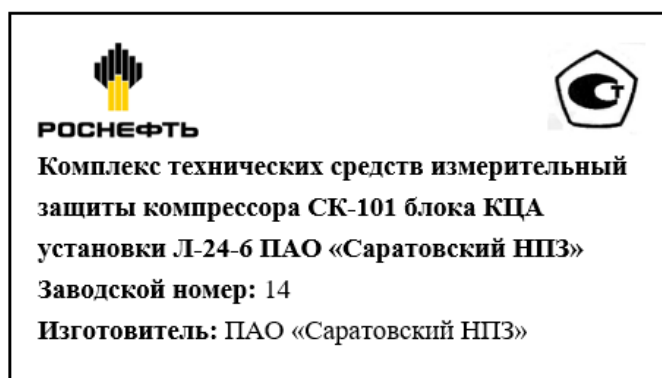 РОСНЕФТЬ
Комплекс технических средств измерительный
защиты компрессора СК-101 блока КЦА
установки Л-24-6 ПАО «Саратовский НПЗ»
Заводской номер: 14
Изготовитель: ПАО «Саратовский НПЗ»